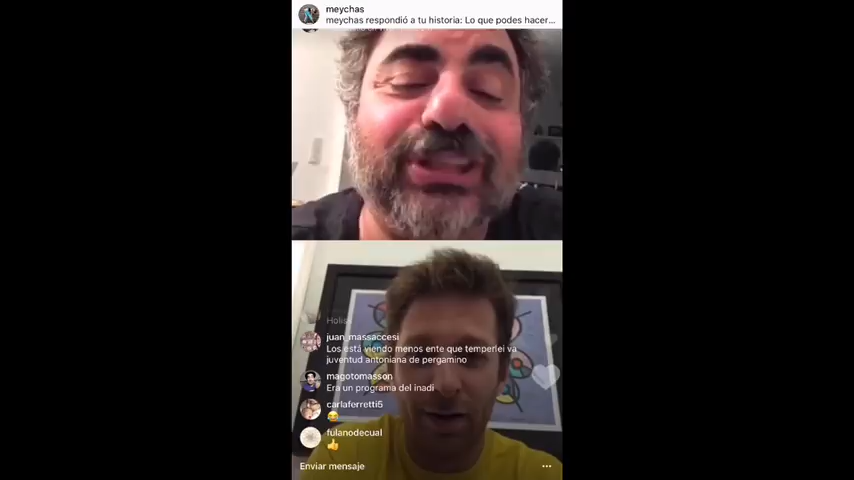 meychas
meychas respondió a tu historia: Lo que podes hacer...
Holis
juan_massaccesi
Los está viendo menos ente que temperlei va
juventud antoniana de pergamino
magotomasson
Era un programa del inadi
carlaferretti5
fulanodecual
Enviar mensaje